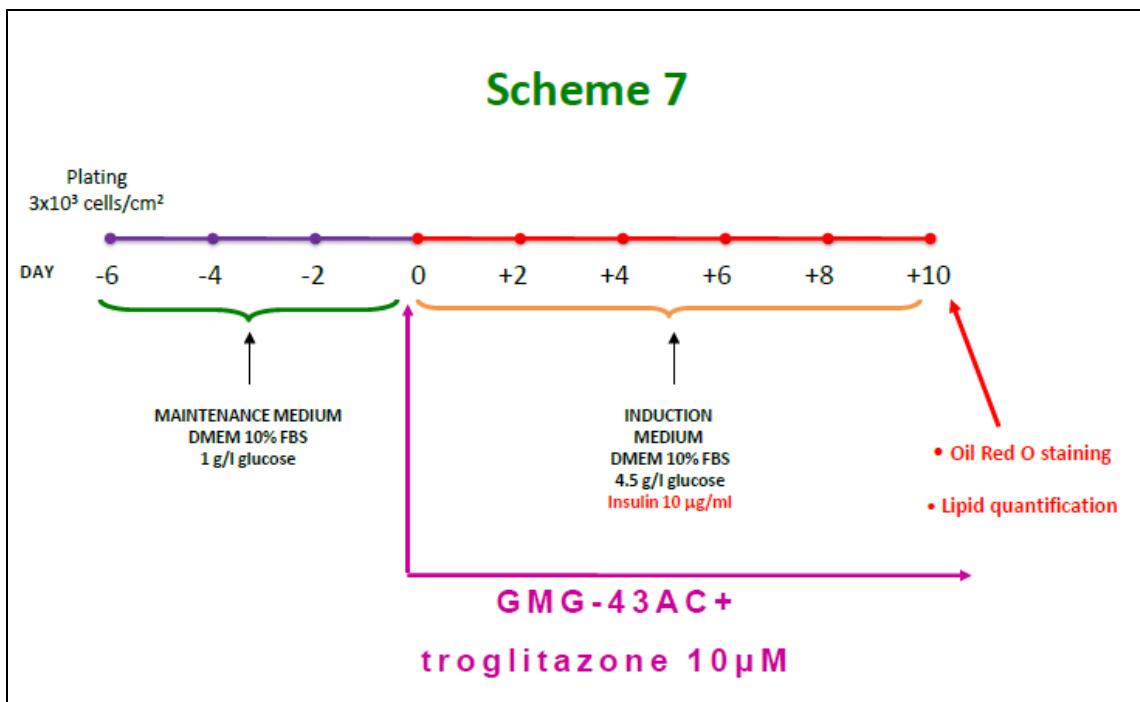 Scheme 7
Plating
3x10³ cells/cm²
DAY -6 -4 -2 0 +2 +4 +6 +8 +10
MAINTENANCE MEDIUM
DMEM 10% FBS
1 g/l glucose
INDUCTION
MEDIUM
DMEM 10% FBS
4.5 g/l glucose
Insulin 10 µg/ml
• Oil Red O staining
• Lipid quantification
GMG-43AC+
troglitazone 10µM